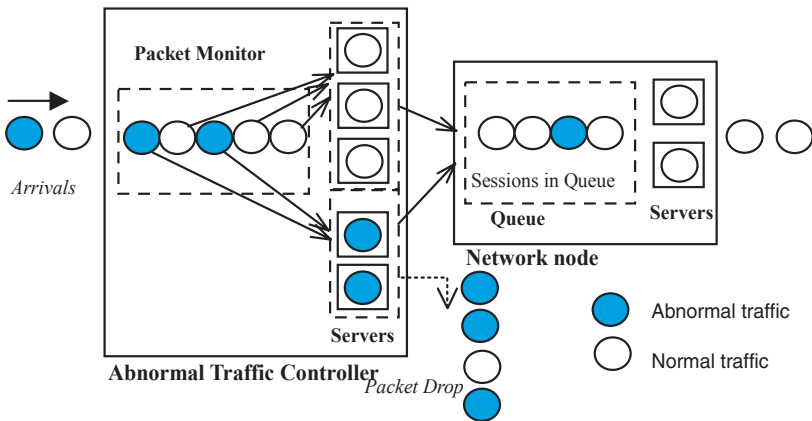 Packet Monitor
Arrivals
Sessions in Queue
Queue
Servers
Network node
Servers
Abnormal Traffic Controller
Packet Drop
Abnormal traffic
Normal traffic